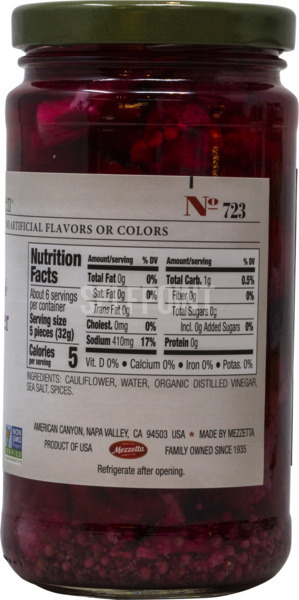 Nº 723
ARTIFICIAL FLAVORS OR COLORS
Nutrition Facts
About 6 servings per container
Serving size
5 pieces (32g)
Calories 5
per serving
Amount/serving % DV
Total Fat 0g 0%
Sat. Fat 0g 0%
Trans Fat 0g
Cholest. 0mg 0%
Sodium 410mg 17%
Amount/serving % DV
Total Carb. 1g 0.5%
Fiber 0g 0%
Total Sugars 0g
Incl. 0g Added Sugars 0%
Protein 0g
Vit. D 0% • Calcium 0% • Iron 0% • Potas. 0%
INGREDIENTS: CAULIFLOWER, WATER, ORGANIC DISTILLED VINEGAR,
SEA SALT, SPICES.
AMERICAN CANYON, NAPA VALLEY, CA 94503 USA ★ MADE BY MEZZETTA
PRODUCT OF USA Mezzetta FAMILY OWNED SINCE 1935
Refrigerate after opening.
NON GMO